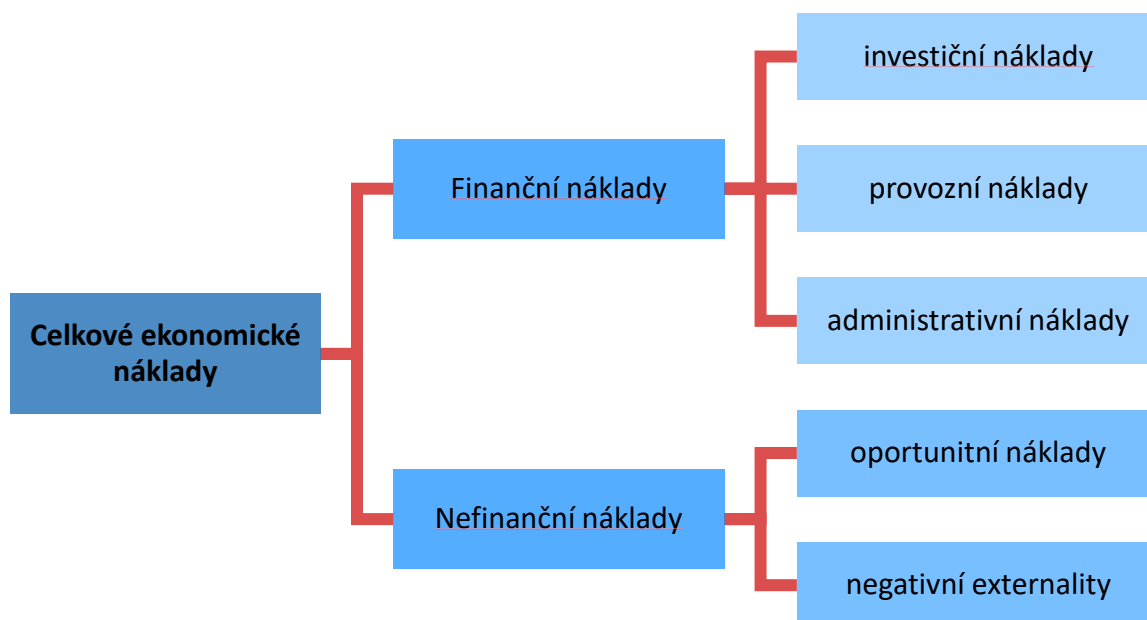 investiční náklady
Finanční náklady
provozní náklady
administrativní náklady
Celkové ekonomické
náklady
oportunitní náklady
Nefinanční náklady
negativní externality